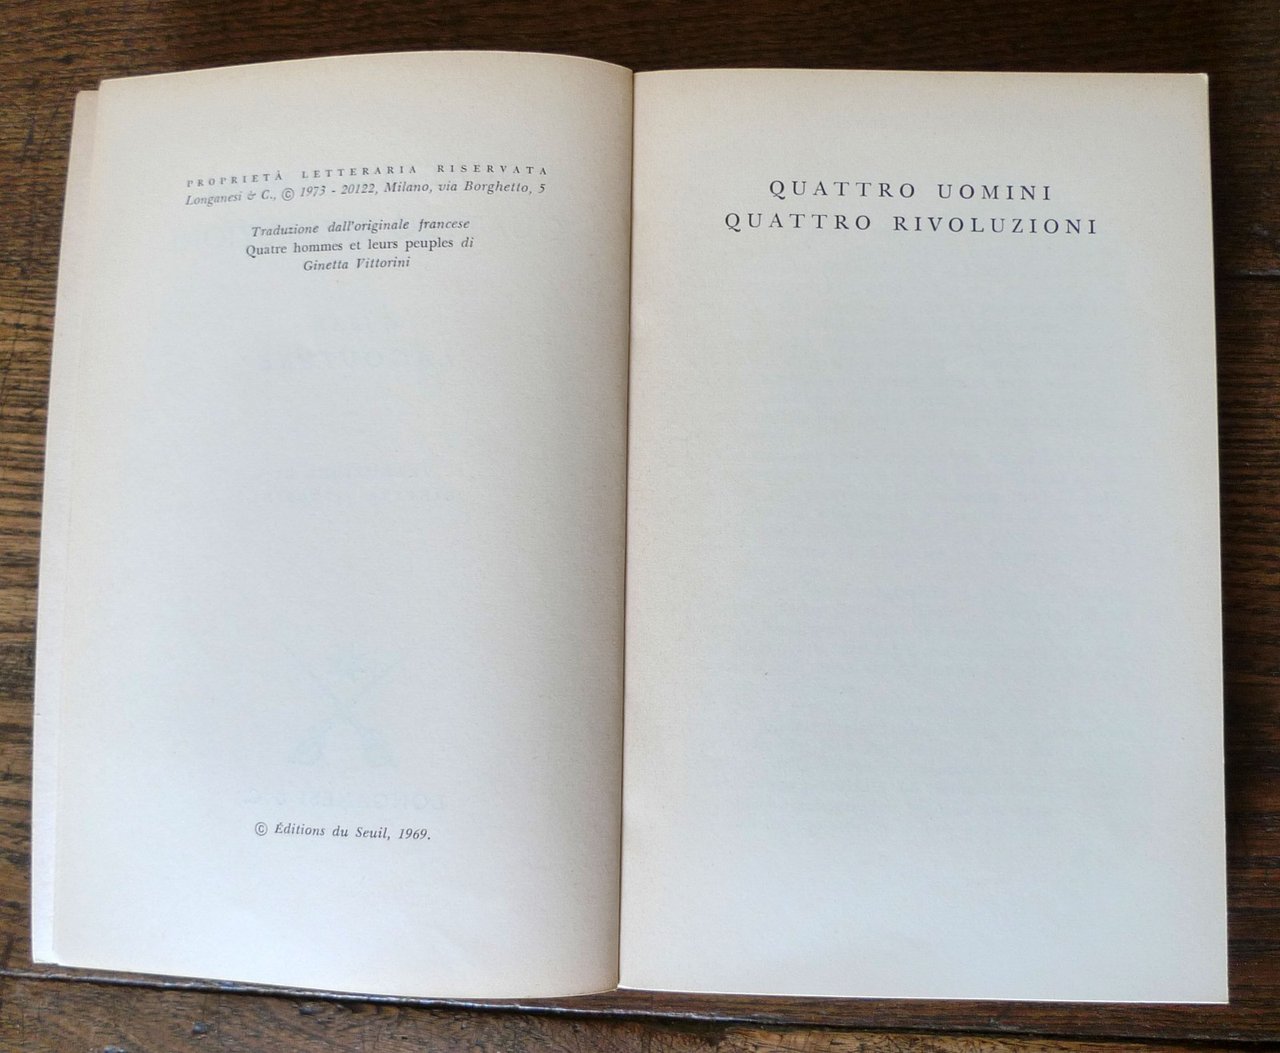 PROPRIETÀ LETTERARIA RISERVATA
Longanesi & C., © 1973 - 20122, Milano, via Borghetto, 5
Traduzione dall'originale francese
Quatre hommes et leurs peuples di
Ginetta Vittorini
© Éditions du Seuil, 1969.
QUATTRO UOMINI
QUATTRO RIVOLUZIONI